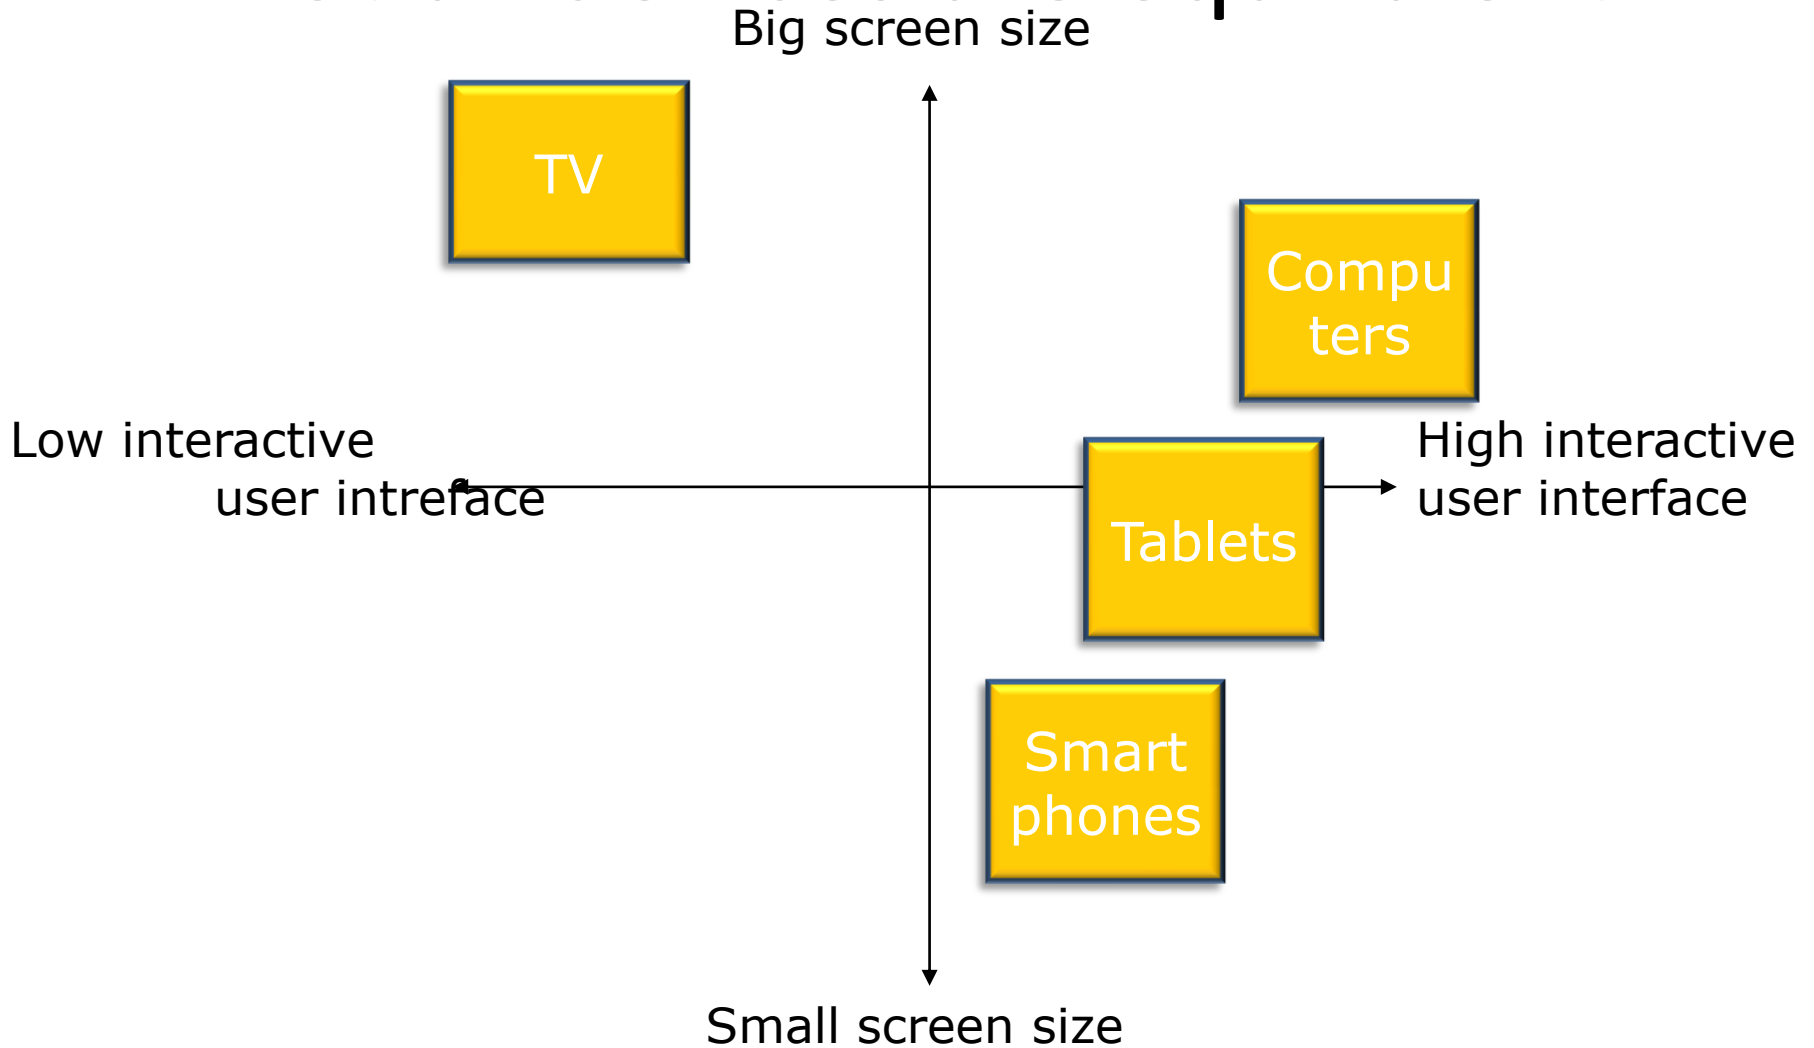 Big screen size
TV
Compu
ters
Low interactive
user intreface
High interactive
user interface
Tablets
Smart
phones
Small screen size